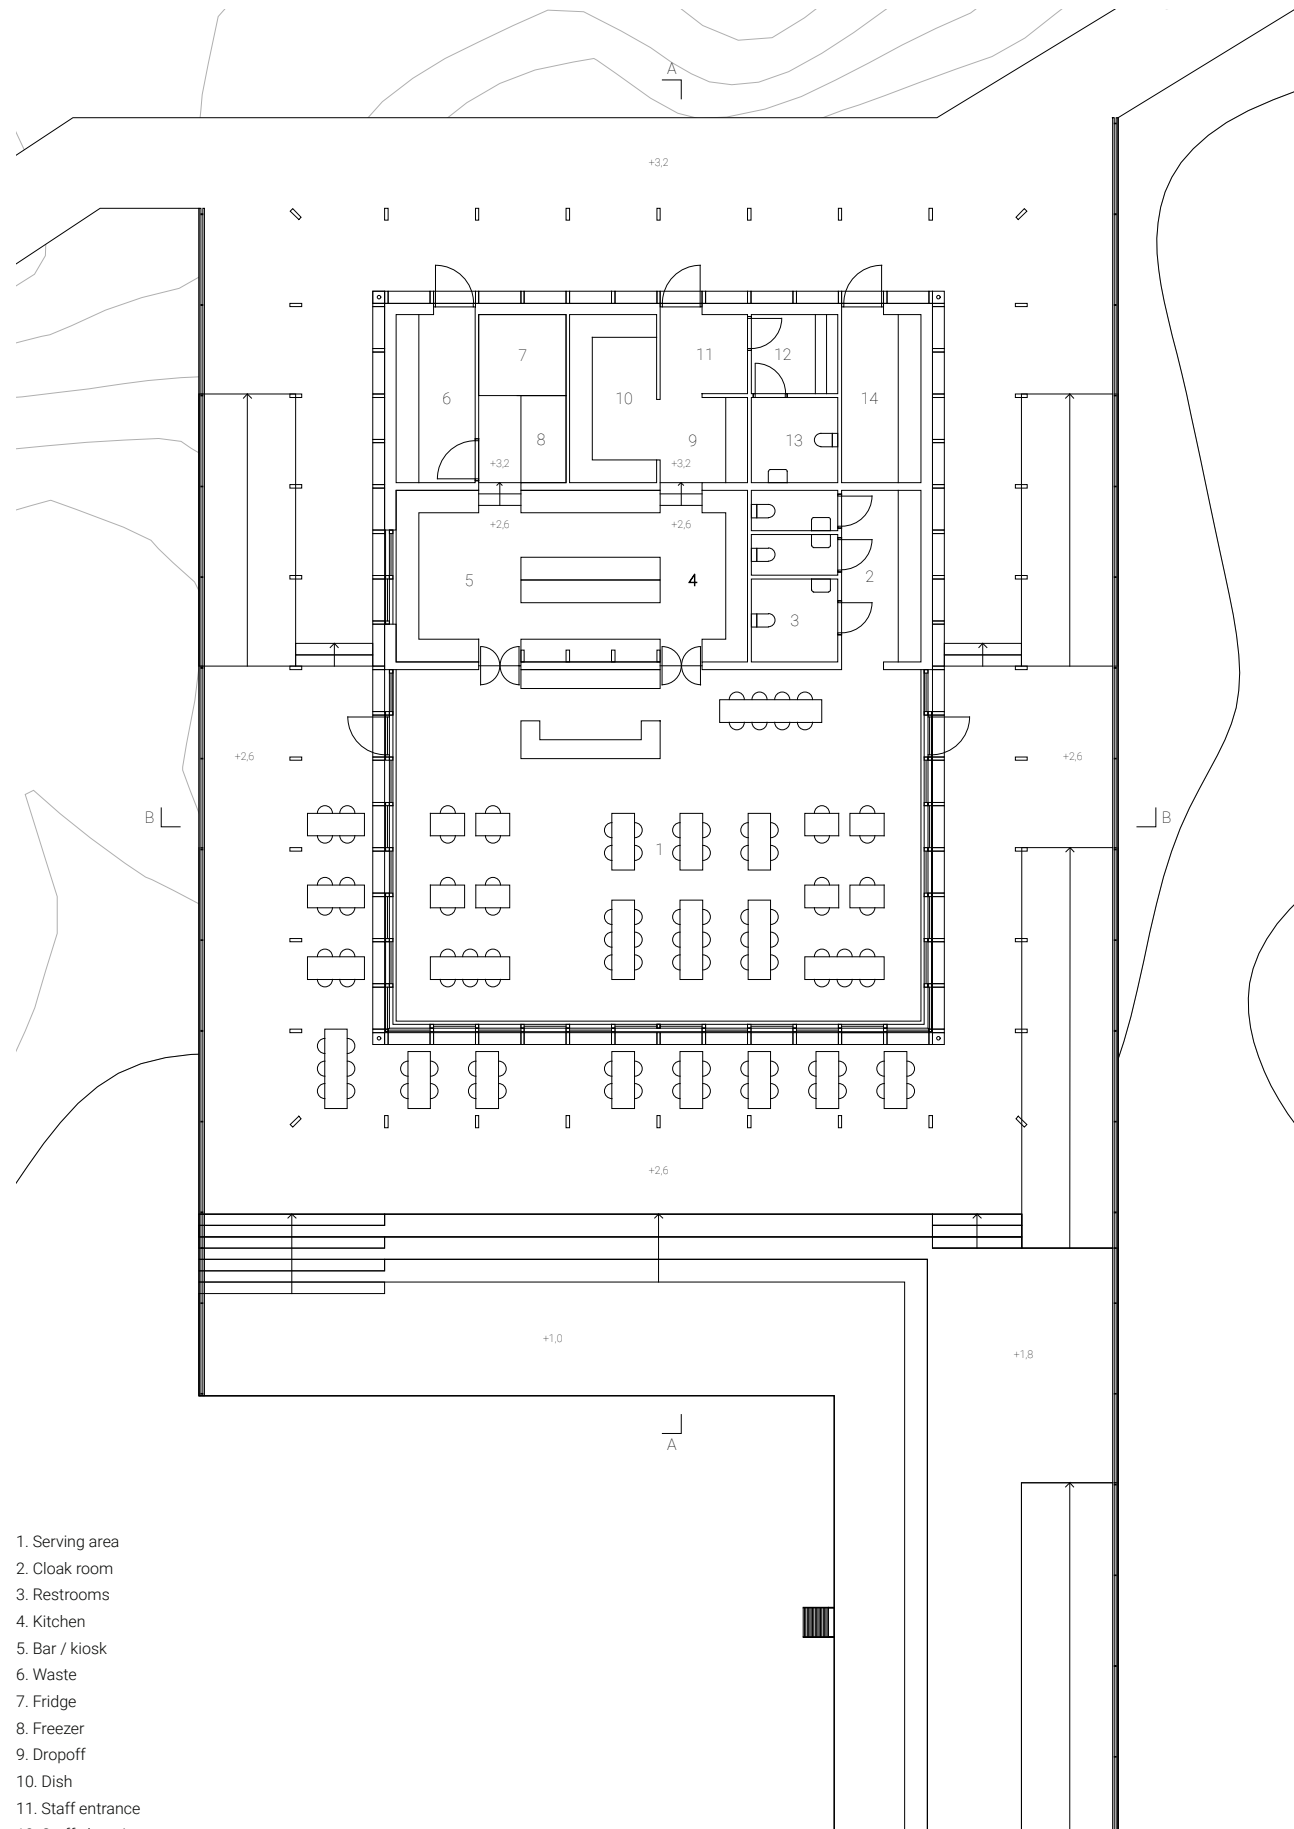 A
+3,2
7
11
12
6
10
14
8
9
13
+3,2
+3,2
+2,6
+2,6
5
4
2
3
+2,6
+2,6
B
B
1
+2,6
+1,0
+1,8
A
1. Serving area
2. Cloak room
3. Restrooms
4. Kitchen
5. Bar / kiosk
6. Waste
7. Fridge
8. Freezer
9. Dropoff
10. Dish
11. Staff entrance